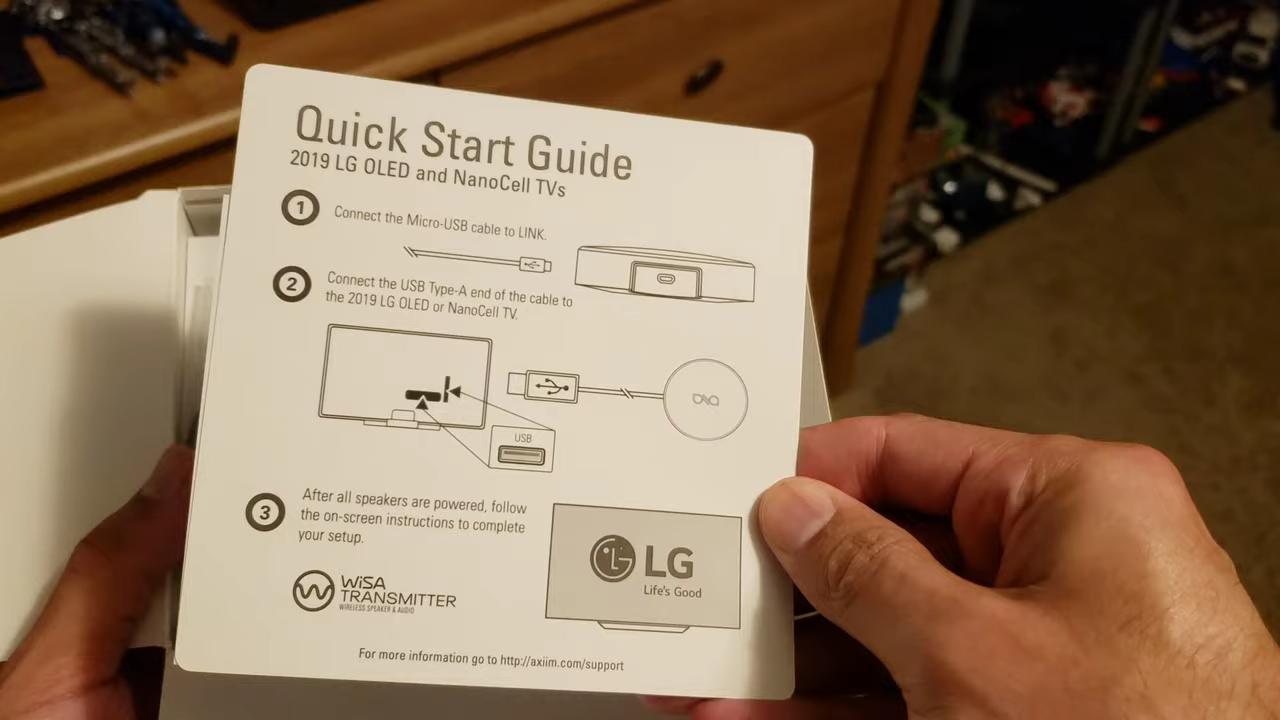 Quick Start Guide
2019 LG OLED and NanoCell TVs
1
Connect the Micro-USB cable to LINK.
2
Connect the USB Type-A end of the cable to
the 2019 LG OLED or NanoCell TV.
USB
3
After all speakers are powered, follow
the on-screen instructions to complete
your setup.
LG
Life's Good
WiSA
TRANSMITTER
WIRELESS SPEAKER & AUDIO
For more information go to http://axiim.com/support